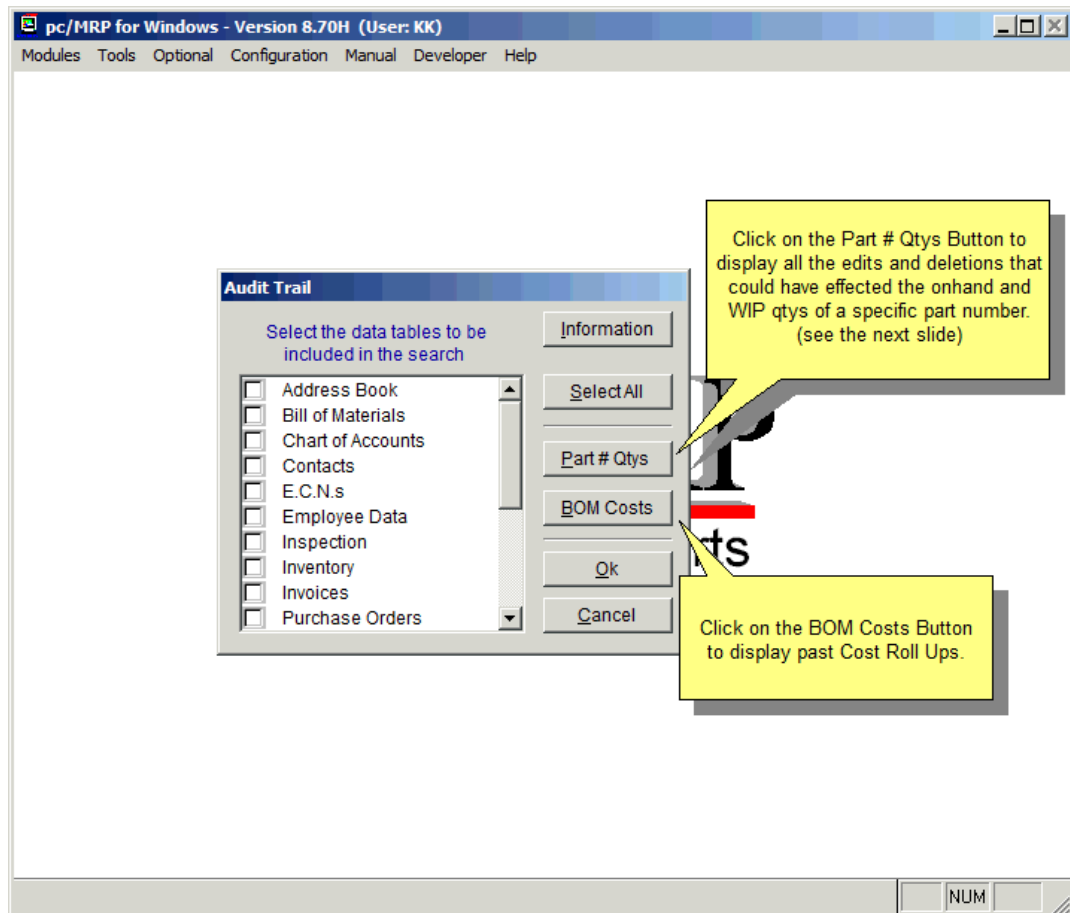 pc/MRP for Windows - Version 8.70H (User: KK)
Modules Tools Optional Configuration Manual Developer Help
Click on the Part # Qtys Button to
display all the edits and deletions that
could have effected the onhand and
WIP qtys of a specific part number.
(see the next slide)
Audit Trail
Select the data tables to be
included in the search
Information
Address Book
Bill of Materials
Chart of Accounts
Contacts
E.C.N.s
Employee Data
Inspection
Inventory
Invoices
Purchase Orders
Select All
Part # Qtys
BOM Costs
Ok
Cancel
P
rts
Click on the BOM Costs Button
to display past Cost Roll Ups.
NUM